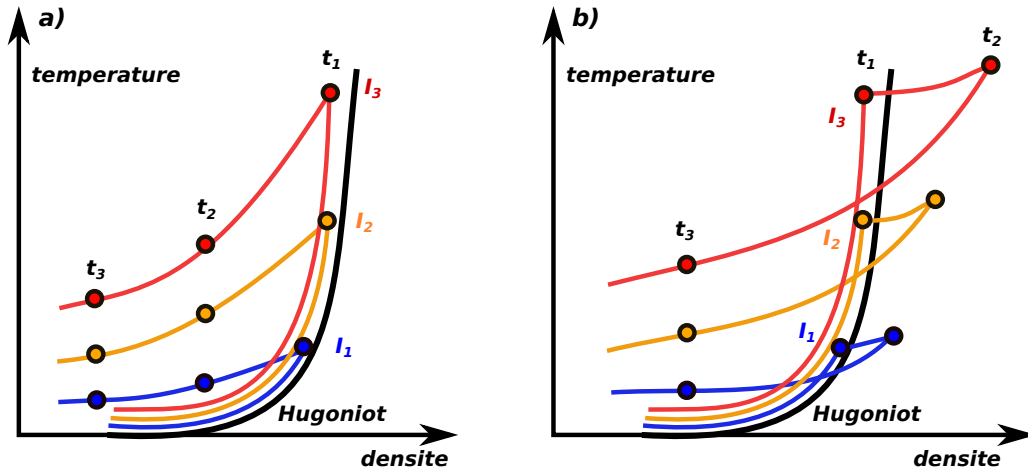 a)
temperature
t1
I3
t2
I2
t3
I1
Hugoniot
densite
b)
t2
t1
temperature
I3
I2
t3
I1
Hugoniot
densite